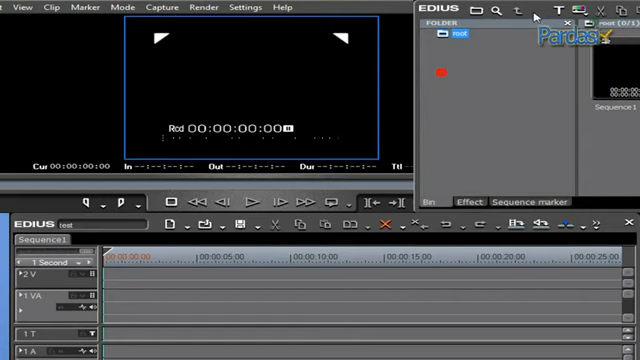 File View Clip Marker Mode Capture Render Settings Help
EDIUS
FOLDER
root
root (0/1)
Pardasi
Sequence1
Rcd 00:00:00:00
Cur 00:00:00:00 In --:--:--:-- Out --:--:--:-- Dur --:--:--:-- Ttl
Bin Effect Sequence marker
EDIUS test
Sequence1
1 Second
00:00:00:00 00:00:05:00 00:00:10:00 00:00:15:00 00:00:20:00 00:00:25:00
2 V
1 VA
1 T T
1 A